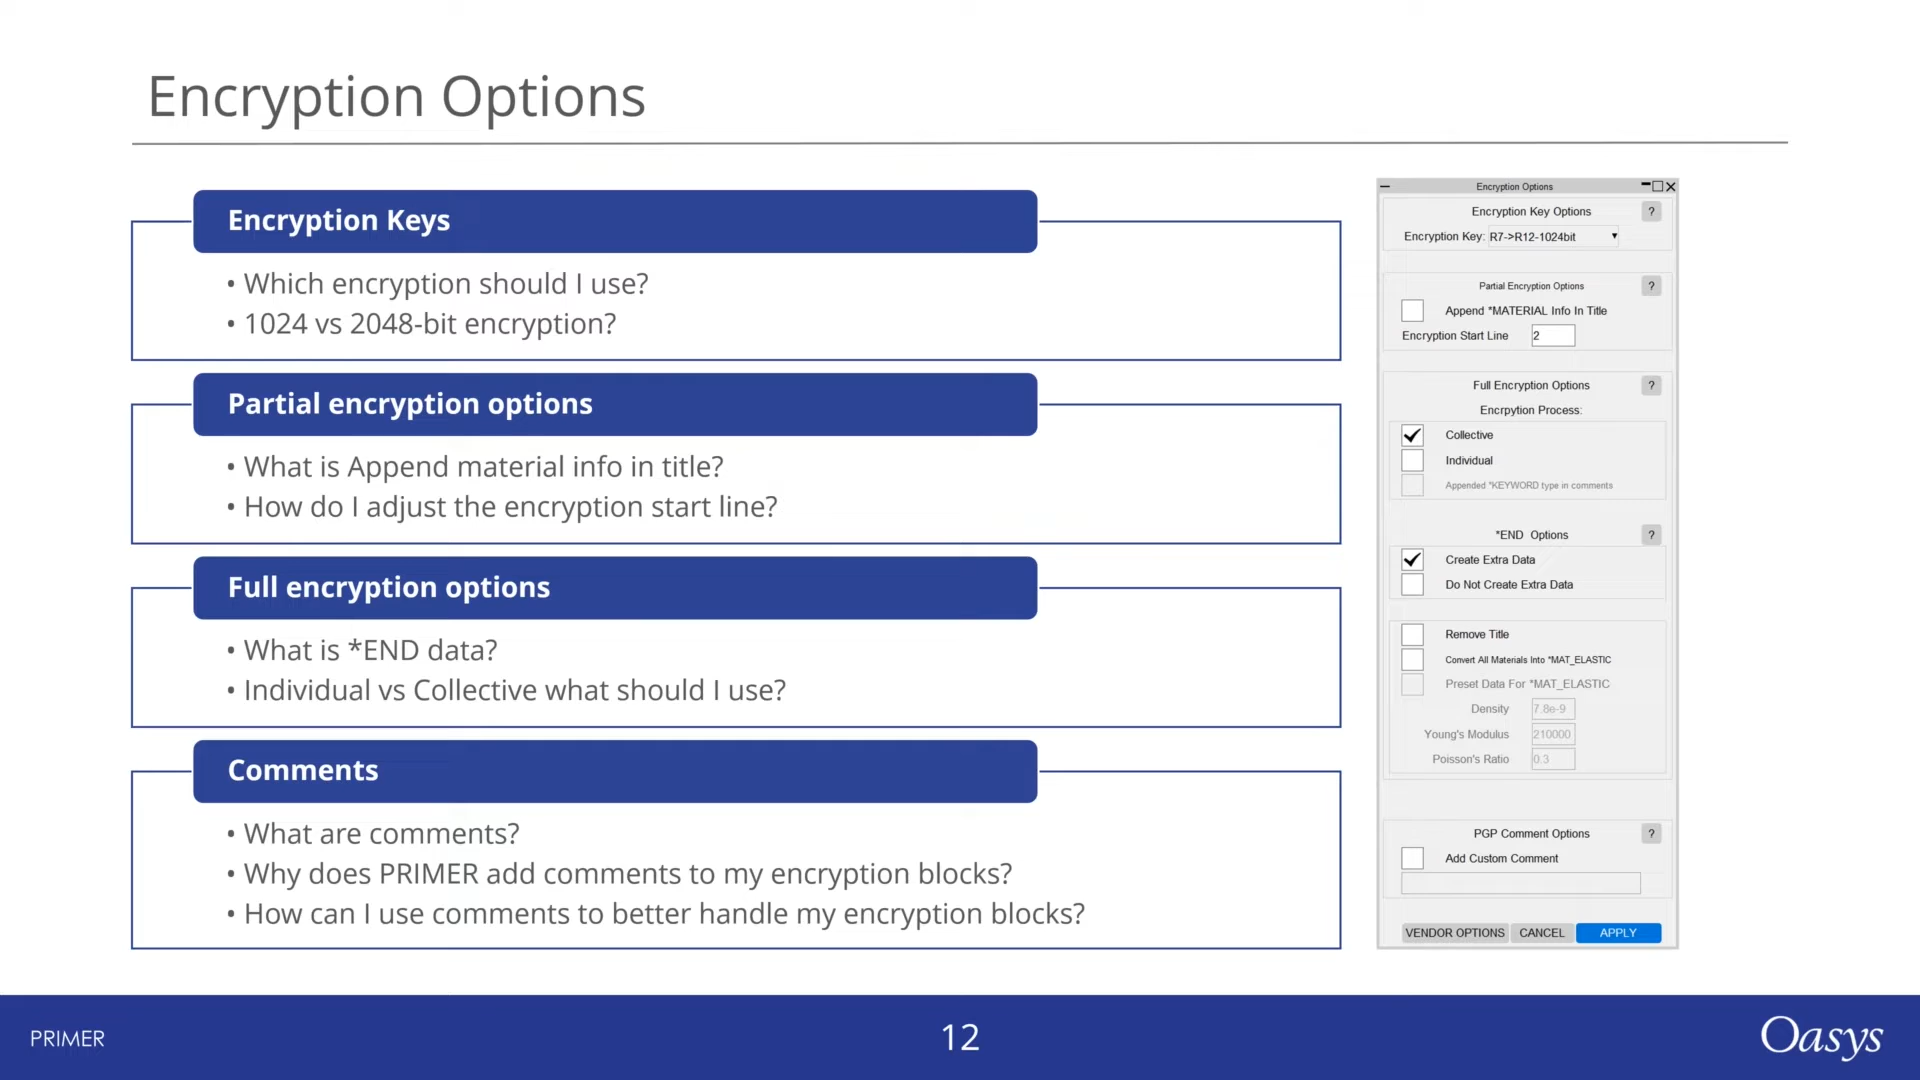 Encryption Options
Encryption Keys
• Which encryption should I use?
• 1024 vs 2048-bit encryption?
Partial encryption options
• What is Append material info in title?
• How do I adjust the encryption start line?
Full encryption options
• What is *END data?
• Individual vs Collective what should I use?
Comments
• What are comments?
• Why does PRIMER add comments to my encryption blocks?
• How can I use comments to better handle my encryption blocks?
Encryption Options
Encryption Key Options ?
Encryption Key: R7->R12-1024bit
Partial Encryption Options ?
Append *MATERIAL Info In Title
Encryption Start Line 2
Full Encryption Options ?
Encrpytion Process:
Collective
Individual
Appended *KEYWORD type in comments
*END Options ?
Create Extra Data
Do Not Create Extra Data
Remove Title
Convert All Materials Into *MAT_ELASTIC
Preset Data For *MAT_ELASTIC
Density 7.8e-9
Young's Modulus 210000
Poisson's Ratio 0.3
PGP Comment Options ?
Add Custom Comment
VENDOR OPTIONS CANCEL APPLY
PRIMER
12
Oasys